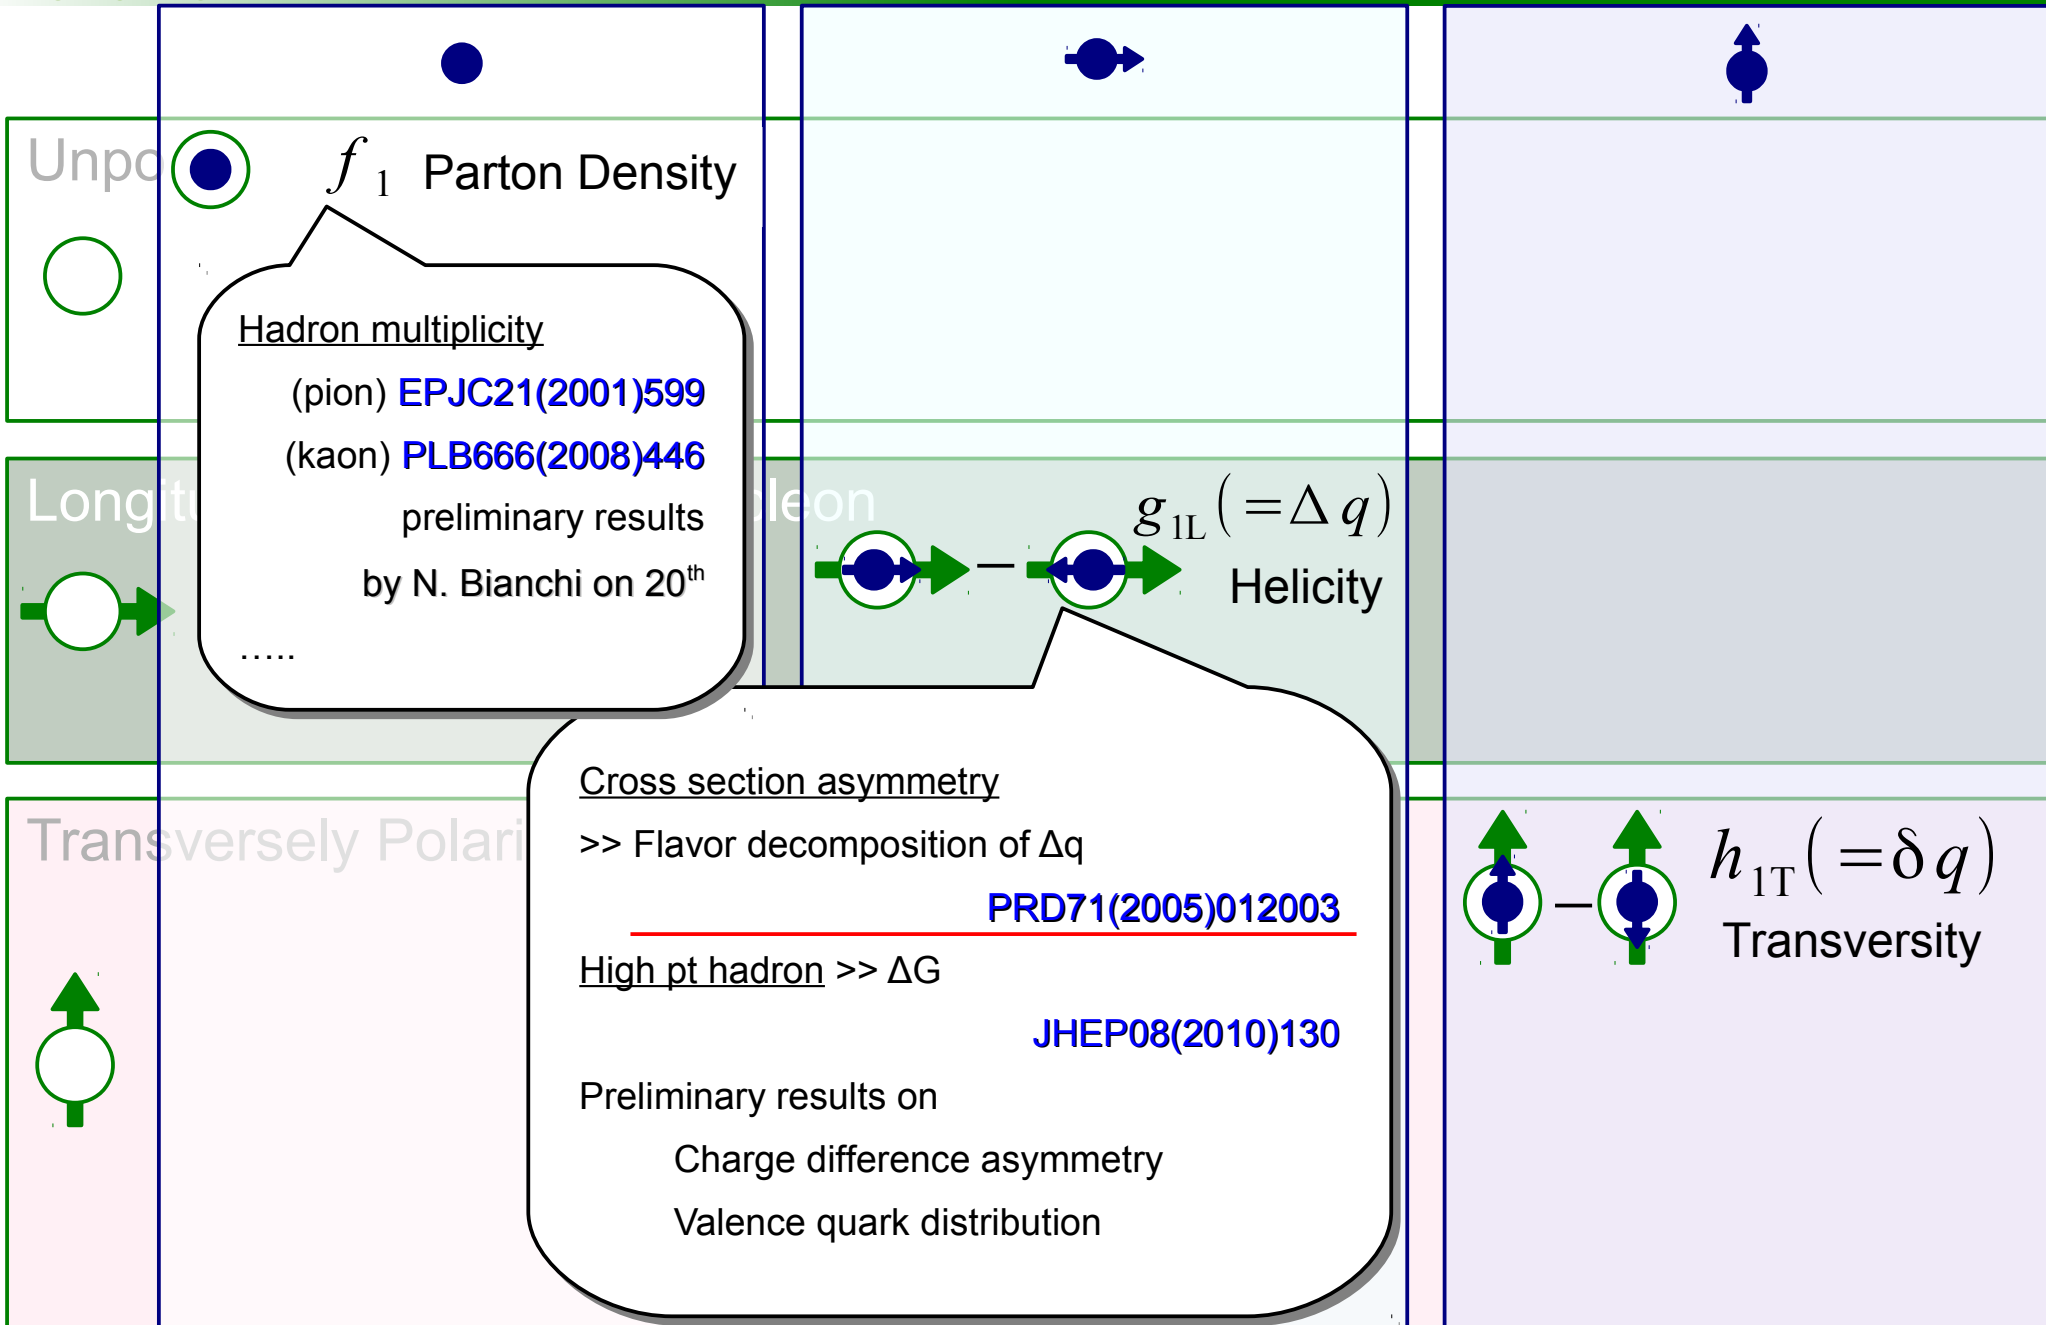 Unpo
f 1 Parton Density
Hadron multiplicity
(pion) EPJC21(2001)599
(kaon) PLB666(2008)446
preliminary results
by N. Bianchi on 20th
…..
Longitu
leon
g1L(=Δq)
Helicity
Cross section asymmetry
>> Flavor decomposition of Δq
PRD71(2005)012003
High pt hadron >> ΔG
JHEP08(2010)130
Preliminary results on
Charge difference asymmetry
Valence quark distribution
Transversely Polari
h1T(=δq)
Transversity